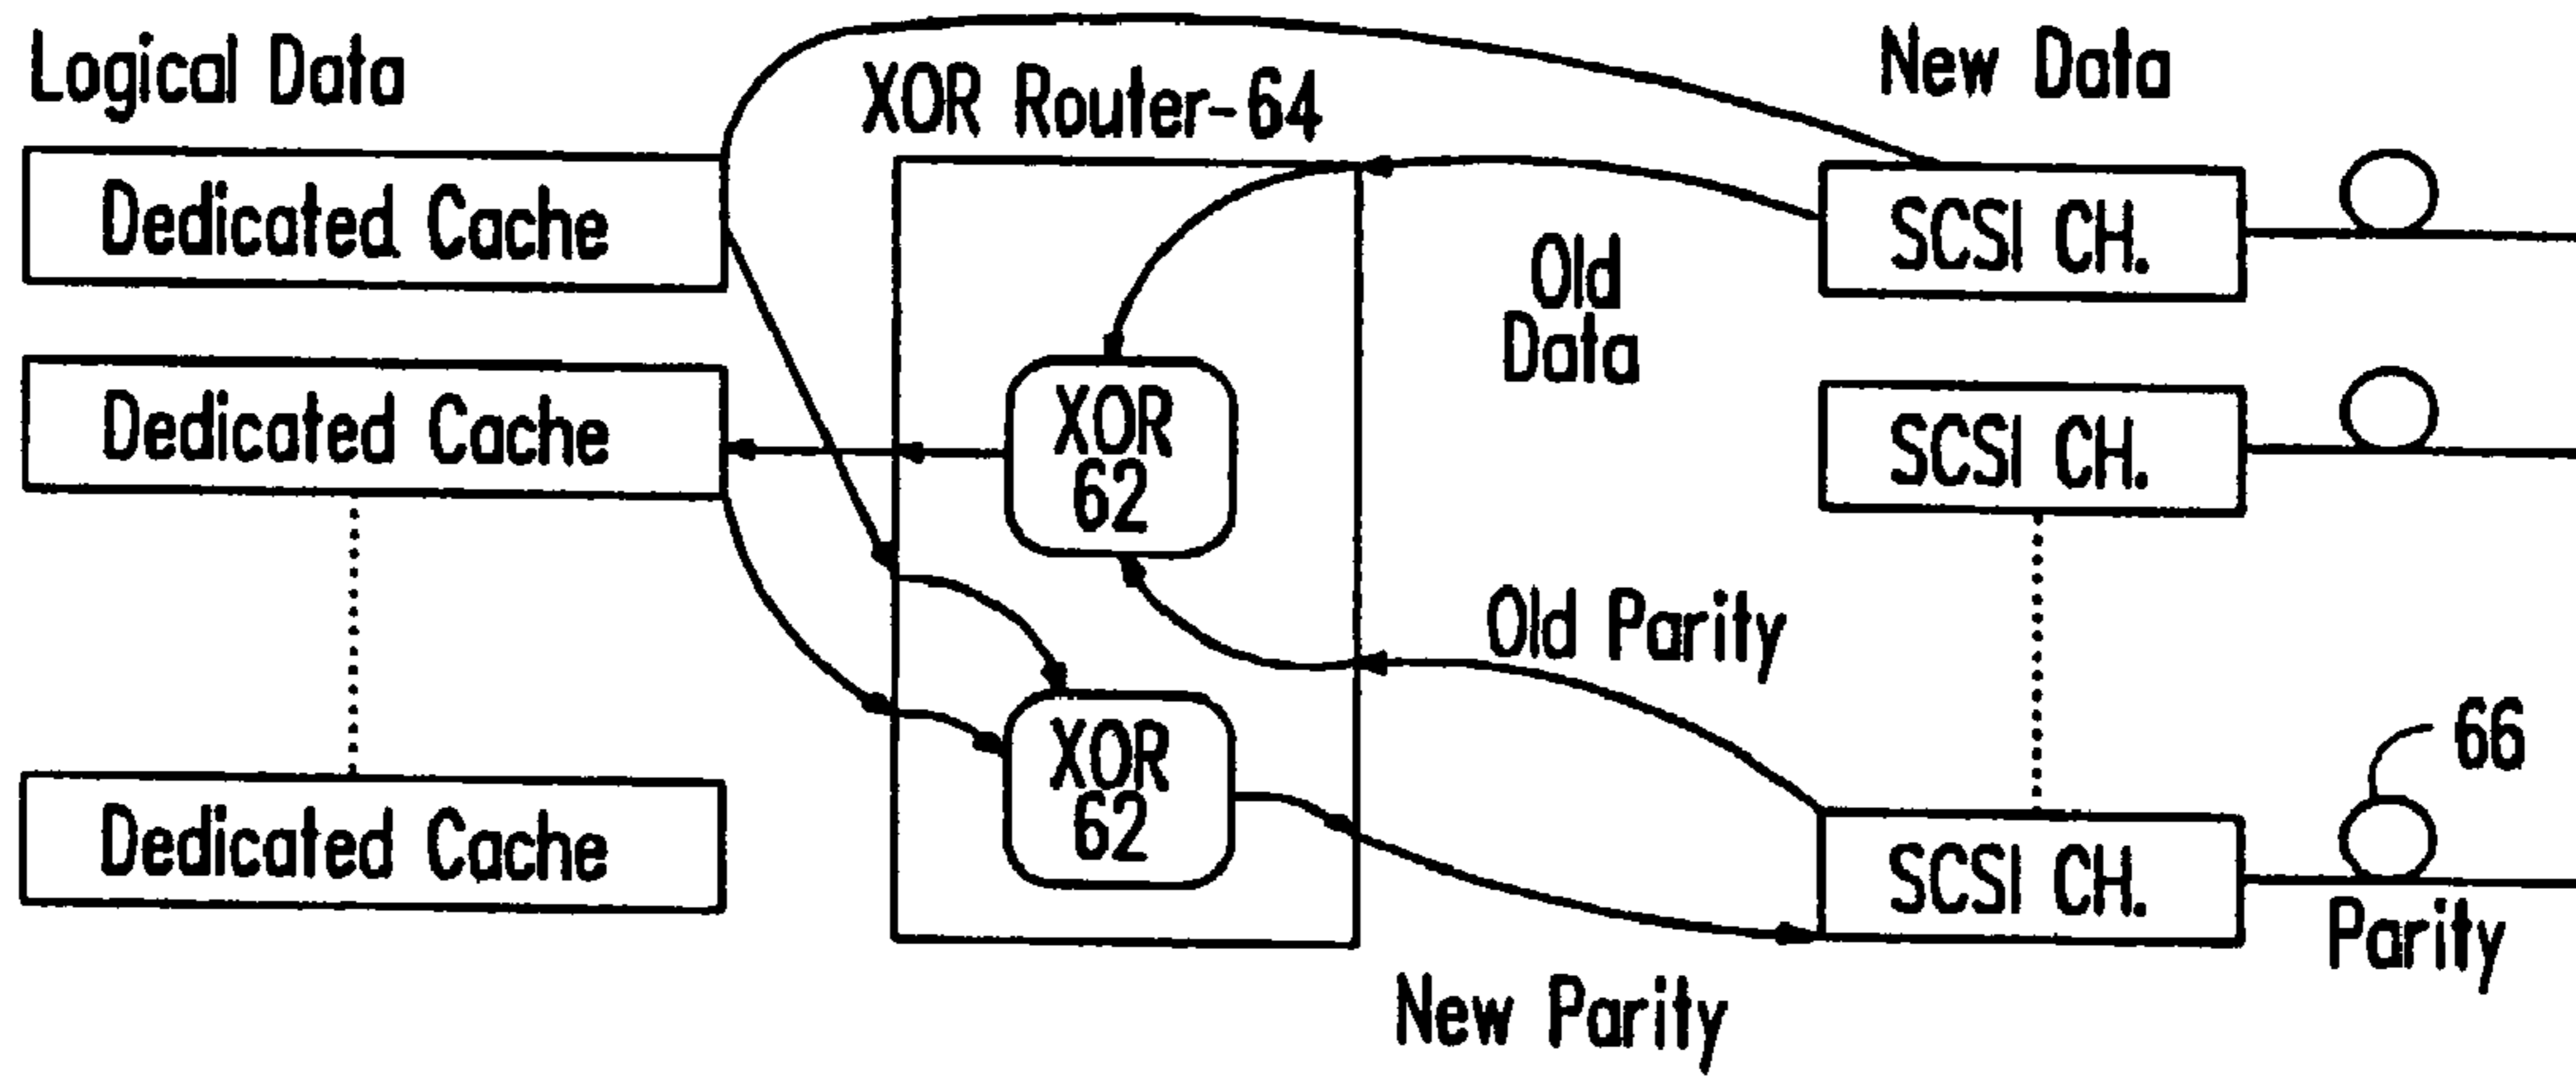 Logical Data
XOR Router-64
New Data
Dedicated Cache
SCSI CH.
Old
Data
Dedicated Cache
XOR
62
SCSI CH.
Old Parity
66
XOR
62
Dedicated Cache
SCSI CH.
Parity
New Parity